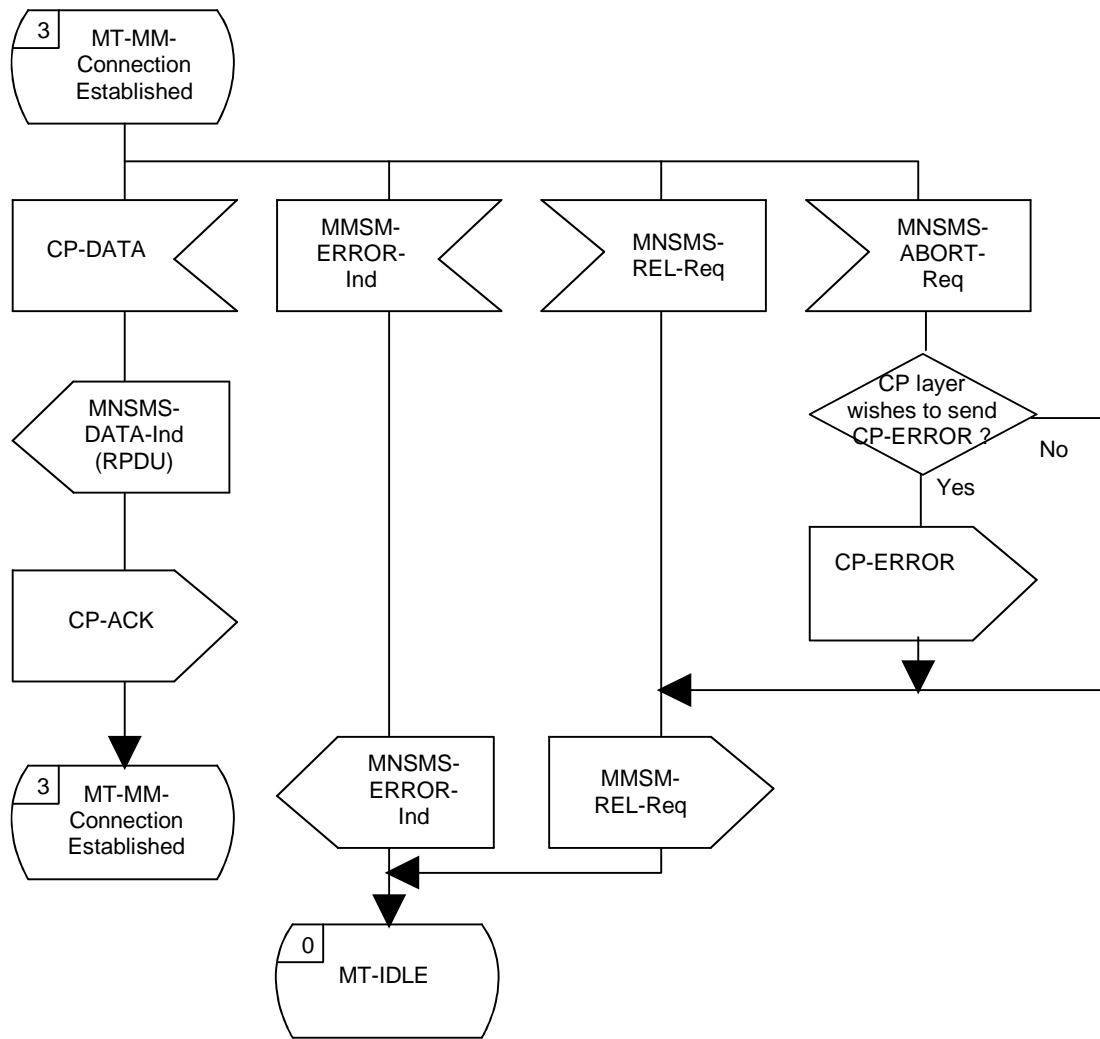 3
MT-MM-
Connection
Established
CP-DATA
MMSM-
ERROR-
Ind
MNSMS-
REL-Req
MNSMS-
ABORT-
Req
MNSMS-
DATA-Ind
(RPDU)
CP layer
wishes to send
CP-ERROR ?
No
Yes
CP-ACK
CP-ERROR
3
MT-MM-
Connection
Established
MNSMS-
ERROR-
Ind
MMSM-
REL-Req
0
MT-IDLE